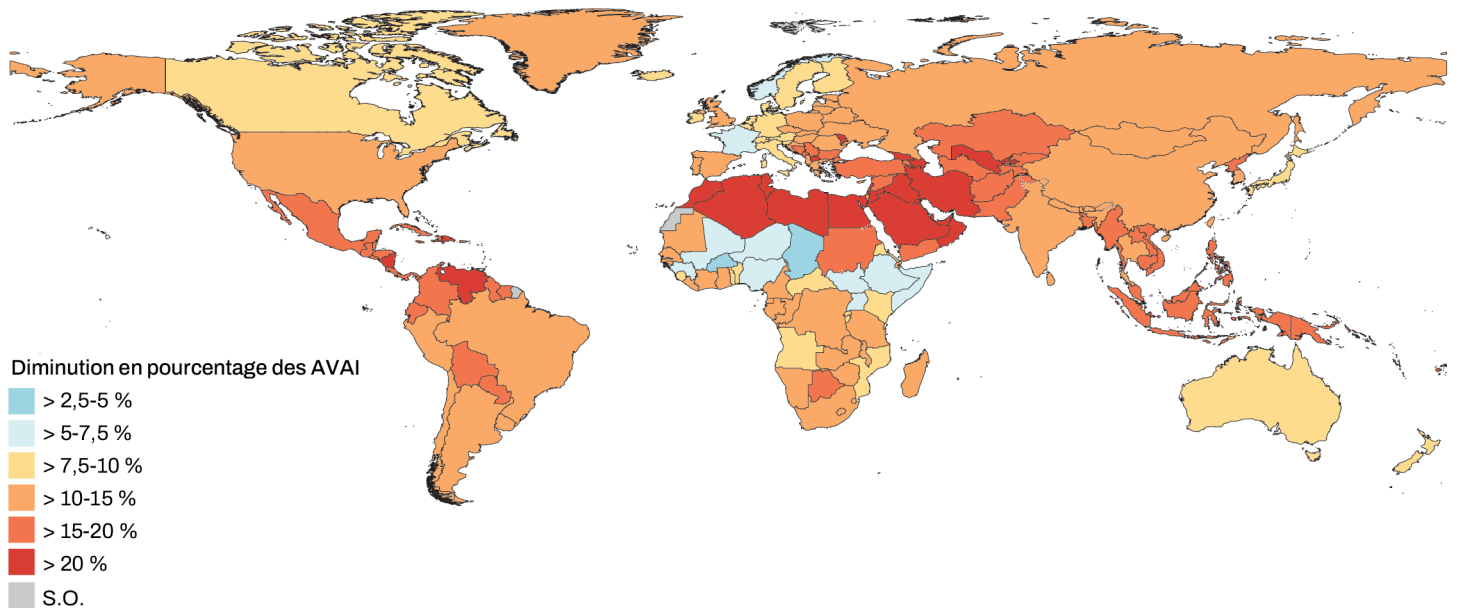 Diminution en pourcentage des AVAI
> 2,5-5 %
> 5-7,5 %
> 7,5-10 %
> 10-15 %
> 15-20 %
> 20 %
S.O.